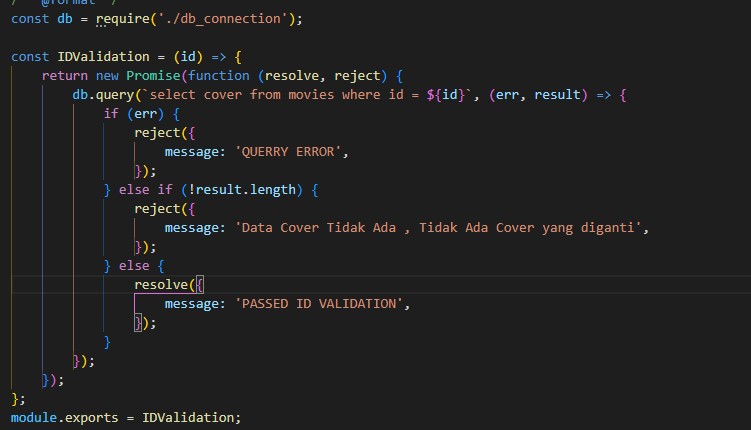 /** @format */
const db = require('./db_connection');
const IDValidation = (id) => {
return new Promise(function (resolve, reject) {
db.query(`select cover from movies where id = ${id}`, (err, result) => {
if (err) {
reject({
message: 'QUERRY ERROR',
});
} else if (!result.length) {
reject({
message: 'Data Cover Tidak Ada , Tidak Ada Cover yang diganti',
});
} else {
resolve({
message: 'PASSED ID VALIDATION',
});
}
});
});
};
module.exports = IDValidation;